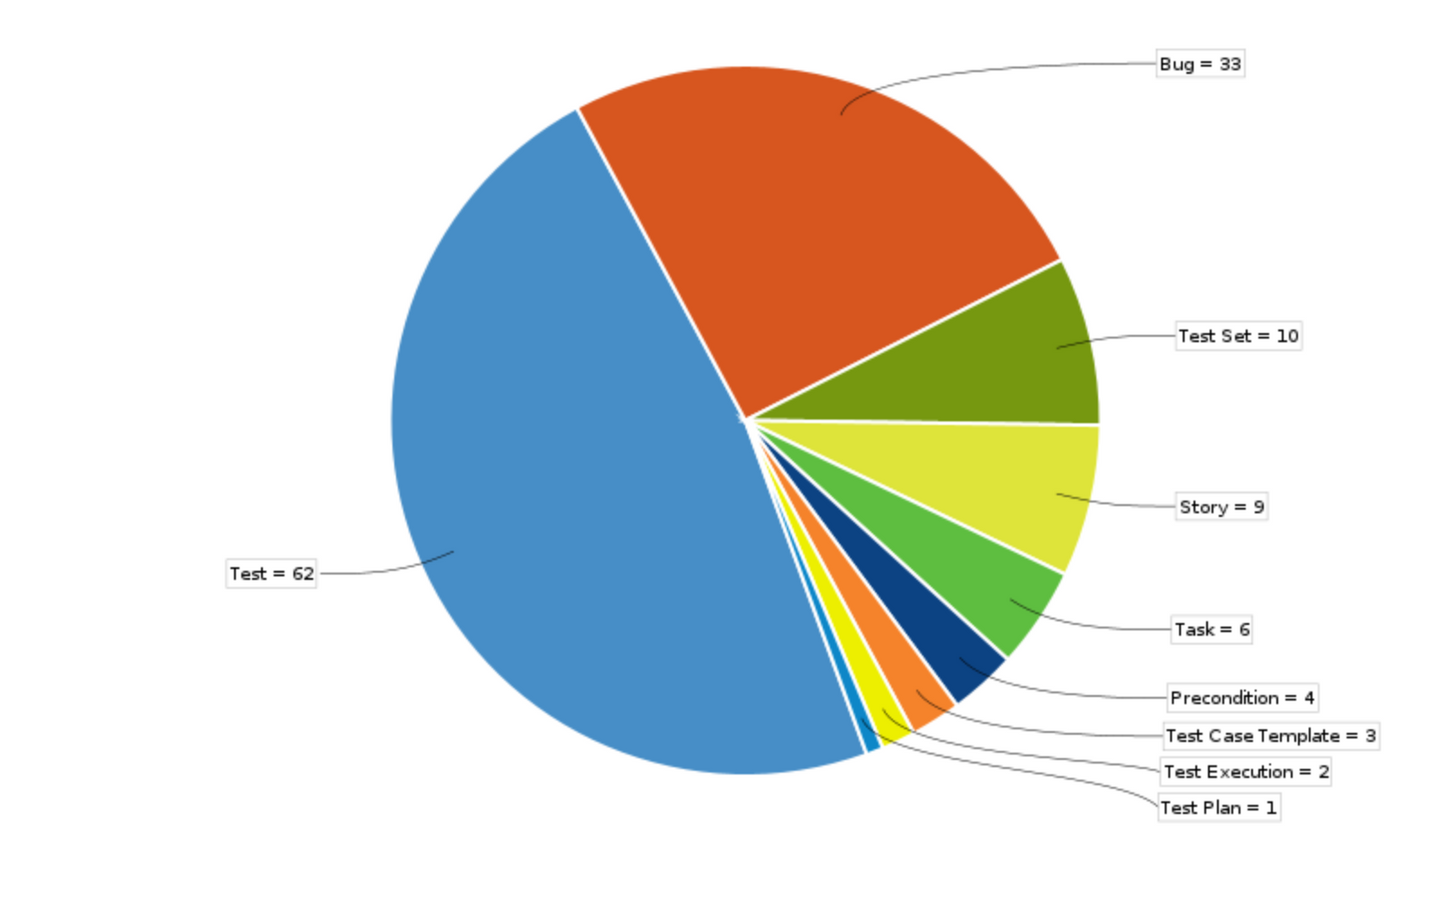 Bug = 33
Test Set = 10
Story = 9
Test = 62
Task = 6
Precondition = 4
Test Case Template = 3
Test Execution = 2
Test Plan = 1